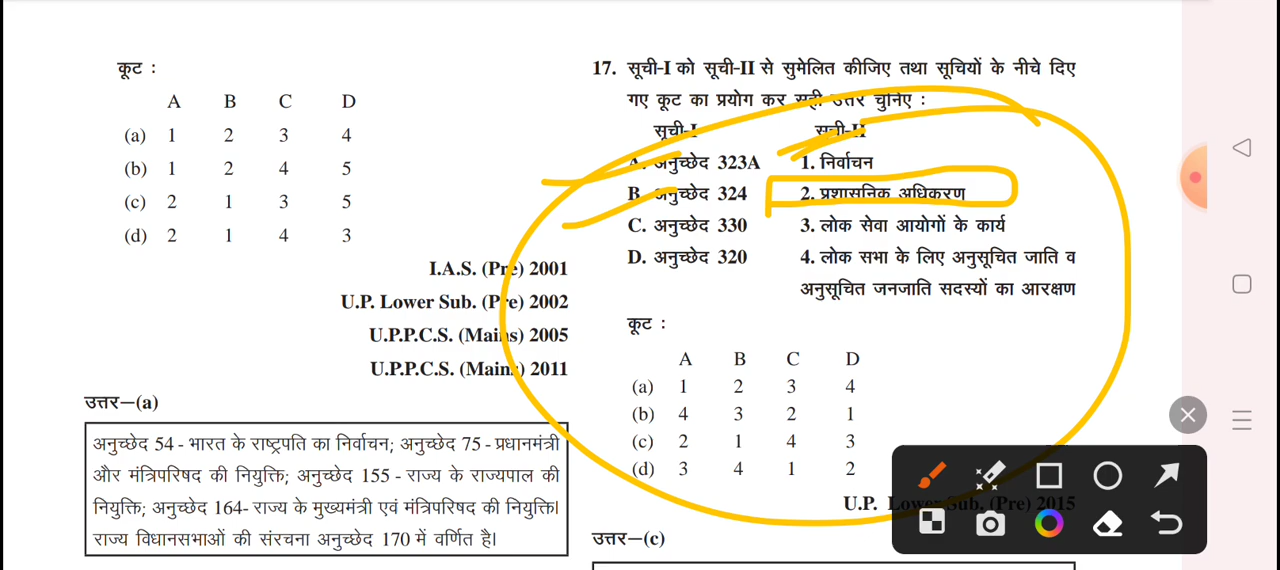 कूट :
A B C D
(a) 1 2 3 4
(b) 1 2 4 5
(c) 2 1 3 5
(d) 2 1 4 3
I.A.S. (Pre) 2001
U.P. Lower Sub. (Pre) 2002
U.P.P.C.S. (Mains) 2005
U.P.P.C.S. (Mains) 2011
उत्तर—(a)
अनुच्छेद 54 - भारत के राष्ट्रपति का निर्वाचन; अनुच्छेद 75 - प्रधानमंत्री
और मंत्रिपरिषद की नियुक्ति; अनुच्छेद 155 - राज्य के राज्यपाल की
नियुक्ति; अनुच्छेद 164- राज्य के मुख्यमंत्री एवं मंत्रिपरिषद की नियुक्ति।
राज्य विधानसभाओं की संरचना अनुच्छेद 170 में वर्णित है।
17. सूची-I को सूची-II से सुमेलित कीजिए तथा सूचियों के नीचे दिए
गए कूट का प्रयोग कर सही उत्तर चुनिए :
सूची-I सूची-II
A. अनुच्छेद 323A 1. निर्वाचन
B. अनुच्छेद 324 2. प्रशासनिक अधिकरण
C. अनुच्छेद 330 3. लोक सेवा आयोगों के कार्य
D. अनुच्छेद 320 4. लोक सभा के लिए अनुसूचित जाति व
अनुसूचित जनजाति सदस्यों का आरक्षण
कूट :
A B C D
(a) 1 2 3 4
(b) 4 3 2 1
(c) 2 1 4 3
(d) 3 4 1 2
U.P. Lower Sub. (Pre) 2015
उत्तर—(c)